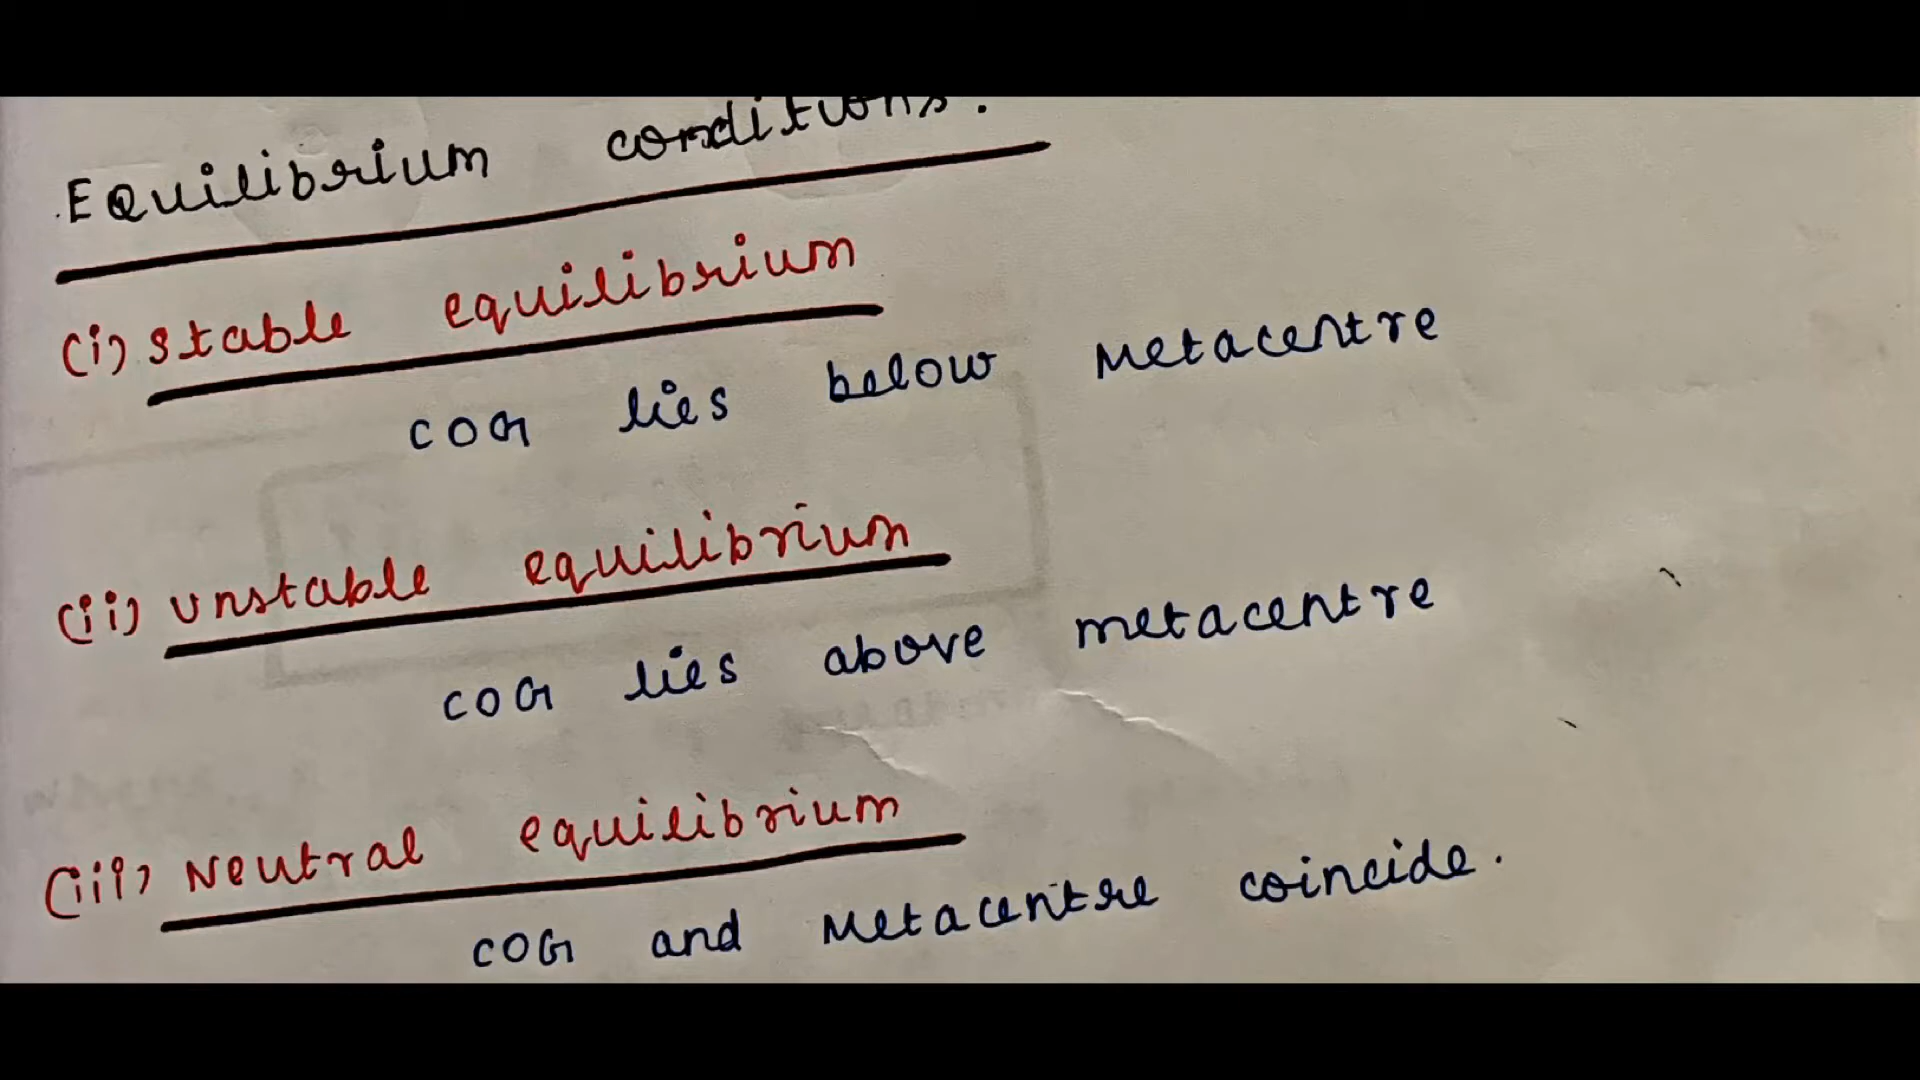 Equilibrium conditions.
(i) stable equilibrium
COG lies below Metacentre
(ii) unstable equilibrium
COG lies above metacentre
(iii) Neutral equilibrium
COG and Metacentre coincide.